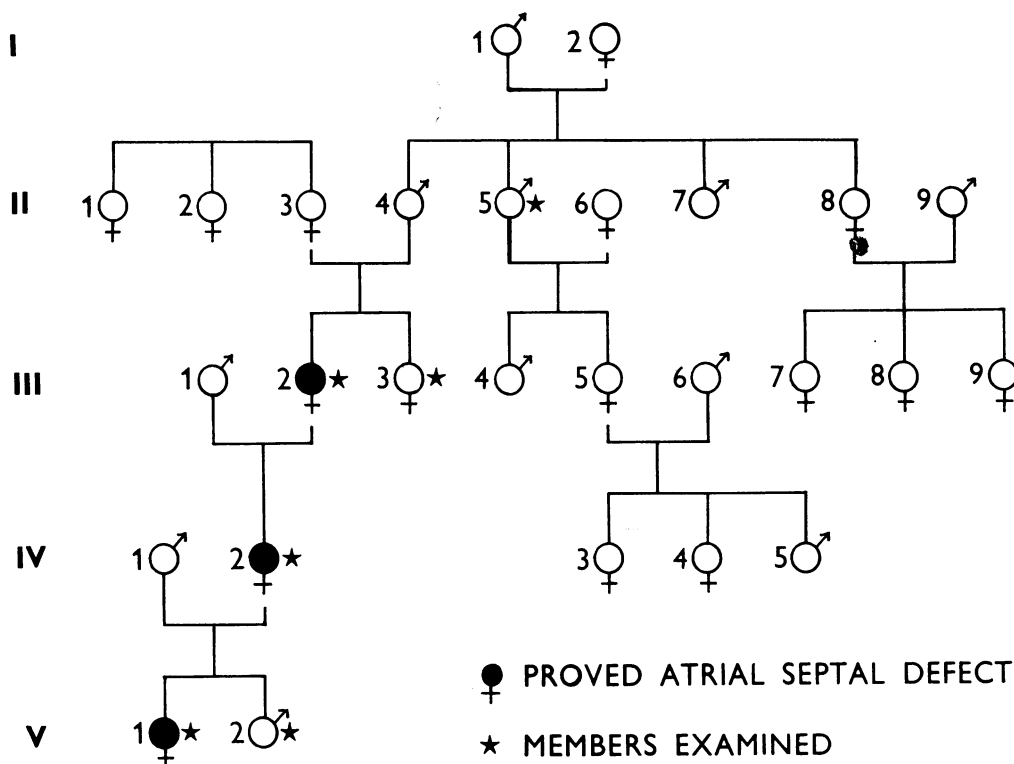 I 1 2
II 1 2 3 4 5 6 7 8 9
III 1 2 3 4 5 6 7 8 9
IV 1 2 3 4 5
V 1 2
PROVED ATRIAL SEPTAL DEFECT
MEMBERS EXAMINED